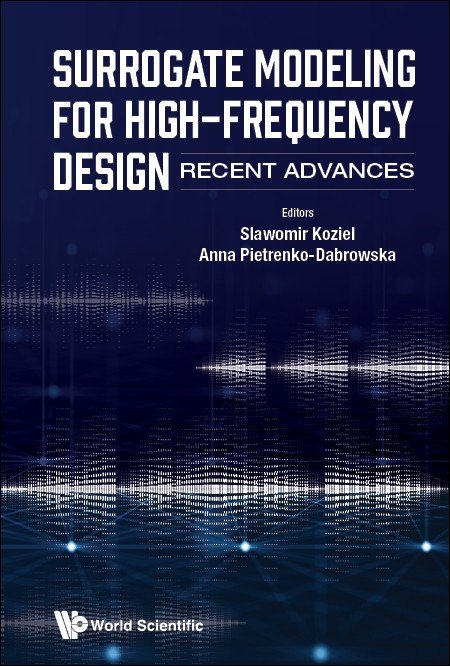 SURROGATE MODELING
FOR HIGH-FREQUENCY
DESIGN RECENT ADVANCES
Editors
Slawomir Koziel
Anna Pietrenko-Dabrowska
World Scientific